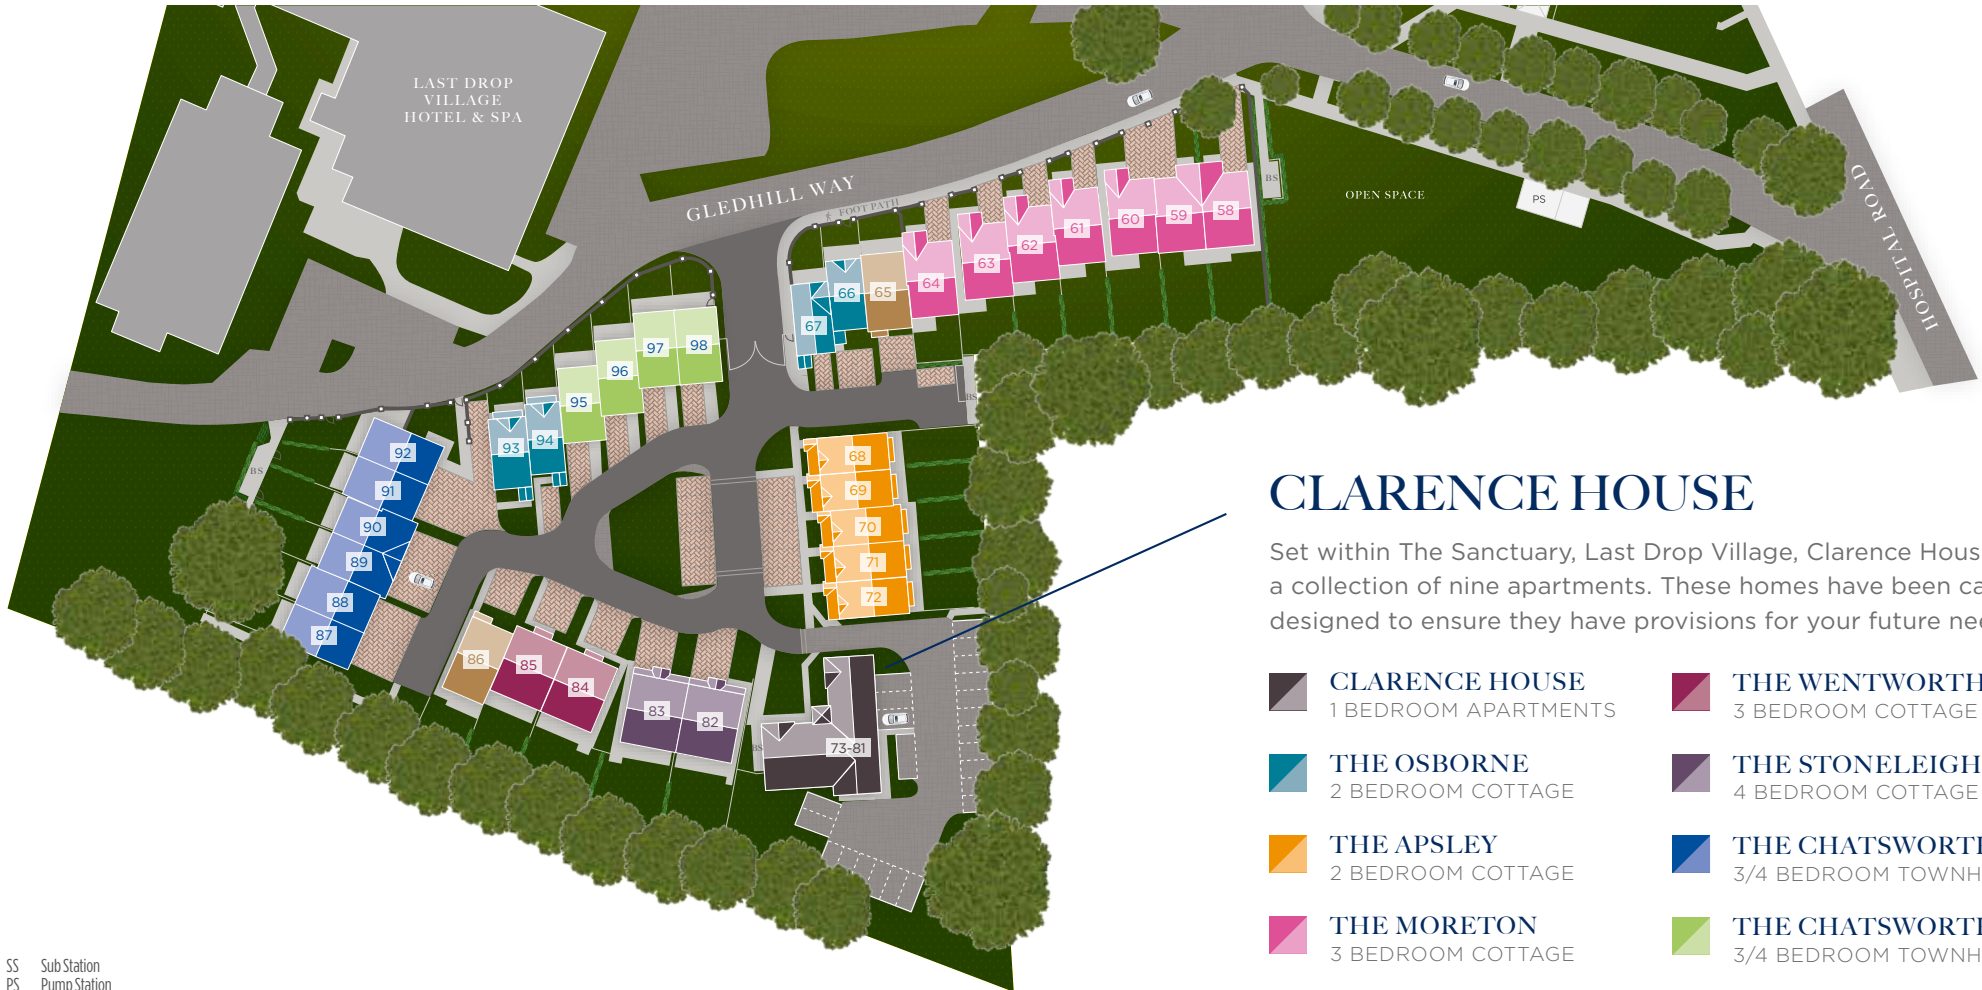 LAST DROP
VILLAGE
HOTEL & SPA
GLEDHILL WAY
FOOT PATH
HOSPITAL ROAD
OPEN SPACE
PS
BS
58
59
60
61
62
63
64
65
66
67
BS
98
97
96
95
94
93
92
91
90
89
88
87
BS
68
69
70
71
72
86
85
84
83
82
BS
73-81
CLARENCE HOUSE
Set within The Sanctuary, Last Drop Village, Clarence Hous
a collection of nine apartments. These homes have been ca
designed to ensure they have provisions for your future nee
CLARENCE HOUSE
1 BEDROOM APARTMENTS
THE OSBORNE
2 BEDROOM COTTAGE
THE APSLEY
2 BEDROOM COTTAGE
THE MORETON
3 BEDROOM COTTAGE
THE WENTWORTH
3 BEDROOM COTTAGE
THE STONELEIGH
4 BEDROOM COTTAGE
THE CHATSWORTH
3/4 BEDROOM TOWNH
THE CHATSWORTH
3/4 BEDROOM TOWNH
SS Sub Station
PS Pump Station